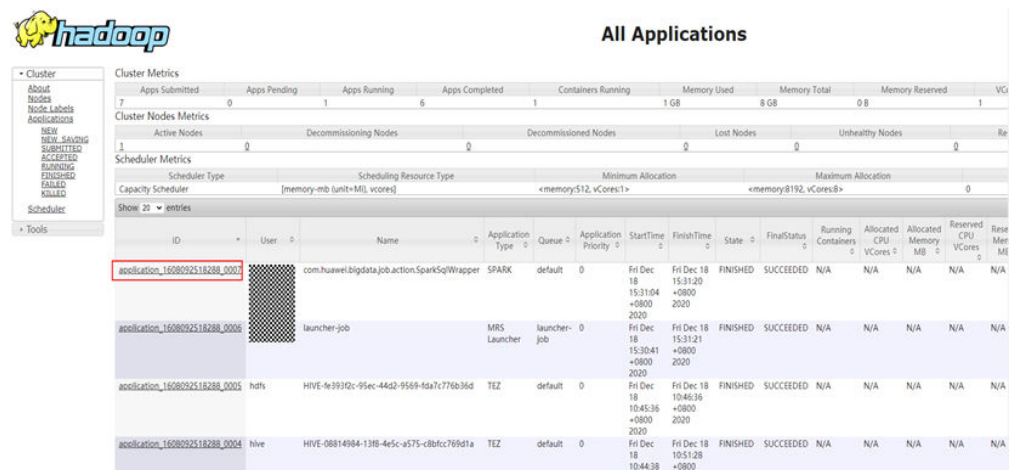 hadoop
All Applications
Cluster
About
Nodes
Node Labels
Applications
NEW
NEW_SAVING
SUBMITTED
ACCEPTED
RUNNING
FINISHED
FAILED
KILLED
Scheduler
Tools
Cluster Metrics
Apps Submitted Apps Pending Apps Running Apps Completed Containers Running Memory Used Memory Total Memory Reserved
7 0 1 6 1 1 GB 8 GB 0 B 1
Cluster Nodes Metrics
Active Nodes Decommissioning Nodes Decommissioned Nodes Lost Nodes Unhealthy Nodes Re
1 0 0 0 0 0
Scheduler Metrics
Scheduler Type Scheduling Resource Type Minimum Allocation Maximum Allocation
Capacity Scheduler [memory-mb (unit=Mi), vcores] <memory:512, vCores:1> <memory:8192, vCores:8> 0
Show 20 entries
ID User Name Application Type Queue Application Priority StartTime FinishTime State FinalStatus Running Containers Allocated CPU VCores Allocated Memory MB Reserved CPU VCores
application_1608092518288_0007 com.huawei.bigdata.job.action.SparkSqlWrapper SPARK default 0 Fri Dec 18 15:31:04 +0800 2020 Fri Dec 18 15:31:20 +0800 2020 FINISHED SUCCEEDED N/A N/A N/A N/A N/A
application_1608092518288_0006 launcher-job MRS Launcher launcher-job 0 Fri Dec 18 15:30:41 +0800 2020 Fri Dec 18 15:31:21 +0800 2020 FINISHED SUCCEEDED N/A N/A N/A N/A N/A
application_1608092518288_0005 hdfs HIVE-fe393f2c-95ec-44d2-9569-fda7c776b36d TEZ default 0 Fri Dec 18 10:45:36 +0800 2020 Fri Dec 18 10:46:36 +0800 2020 FINISHED SUCCEEDED N/A N/A N/A N/A N/A
application_1608092518288_0004 hive HIVE-08814984-13f8-4e5c-a575-c8bfcc769d1a TEZ default 0 Fri Dec 18 10:44:38 Fri Dec 18 10:51:28 +0800 FINISHED SUCCEEDED N/A N/A N/A N/A N/A